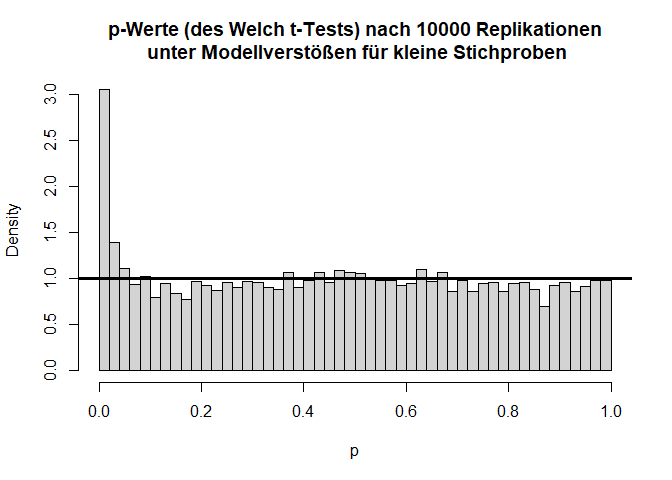 p-Werte (des Welch t-Tests) nach 10000 Replikationen
unter Modellverstößen für kleine Stichproben
Density
3.0
2.5
2.0
1.5
1.0
0.5
0.0
0.0 0.2 0.4 0.6 0.8 1.0
p